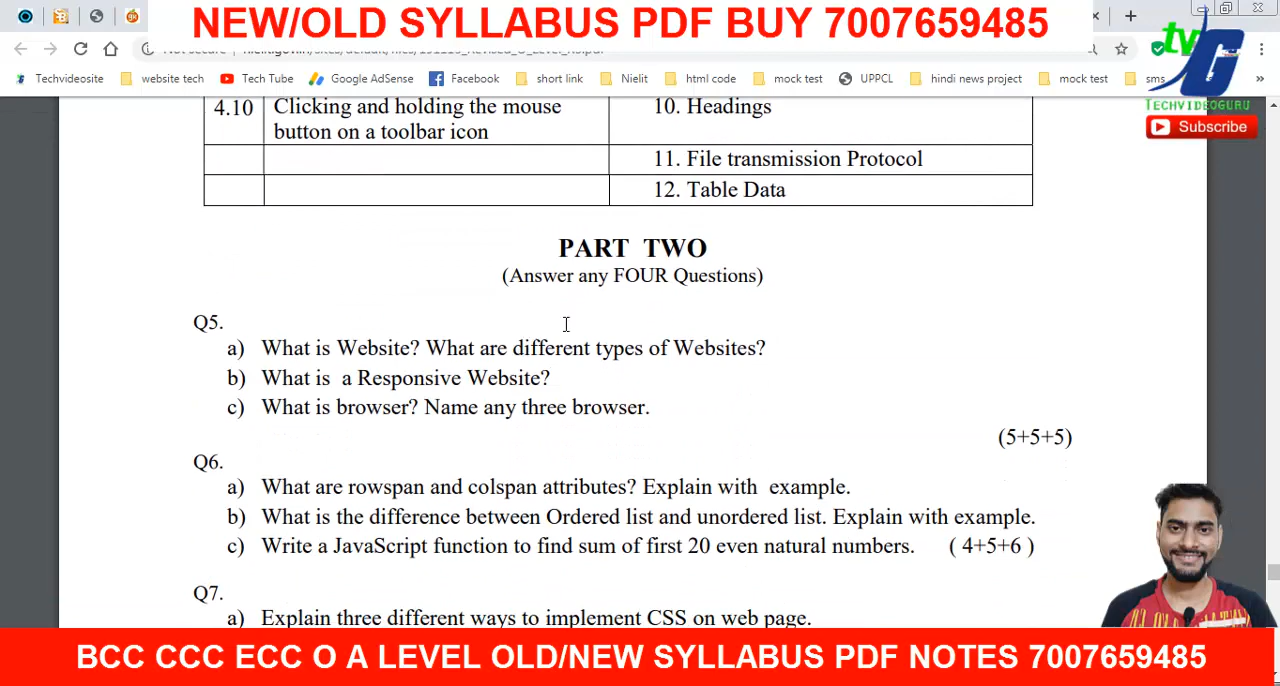 NEW/OLD SYLLABUS PDF BUY 7007659485
Techvideosite website tech Tech Tube Google AdSense Facebook short link Nielit html code mock test UPPCL hindi news project mock test sms »
tv G
TECHVIDEOGURU
Subscribe
4.10 Clicking and holding the mouse 10. Headings
button on a toolbar icon
11. File transmission Protocol
12. Table Data
PART TWO
(Answer any FOUR Questions)
Q5.
a) What is Website? What are different types of Websites?
b) What is a Responsive Website?
c) What is browser? Name any three browser.
(5+5+5)
Q6.
a) What are rowspan and colspan attributes? Explain with example.
b) What is the difference between Ordered list and unordered list. Explain with example.
c) Write a JavaScript function to find sum of first 20 even natural numbers. ( 4+5+6 )
Q7.
a) Explain three different ways to implement CSS on web page.
BCC CCC ECC O A LEVEL OLD/NEW SYLLABUS PDF NOTES 7007659485